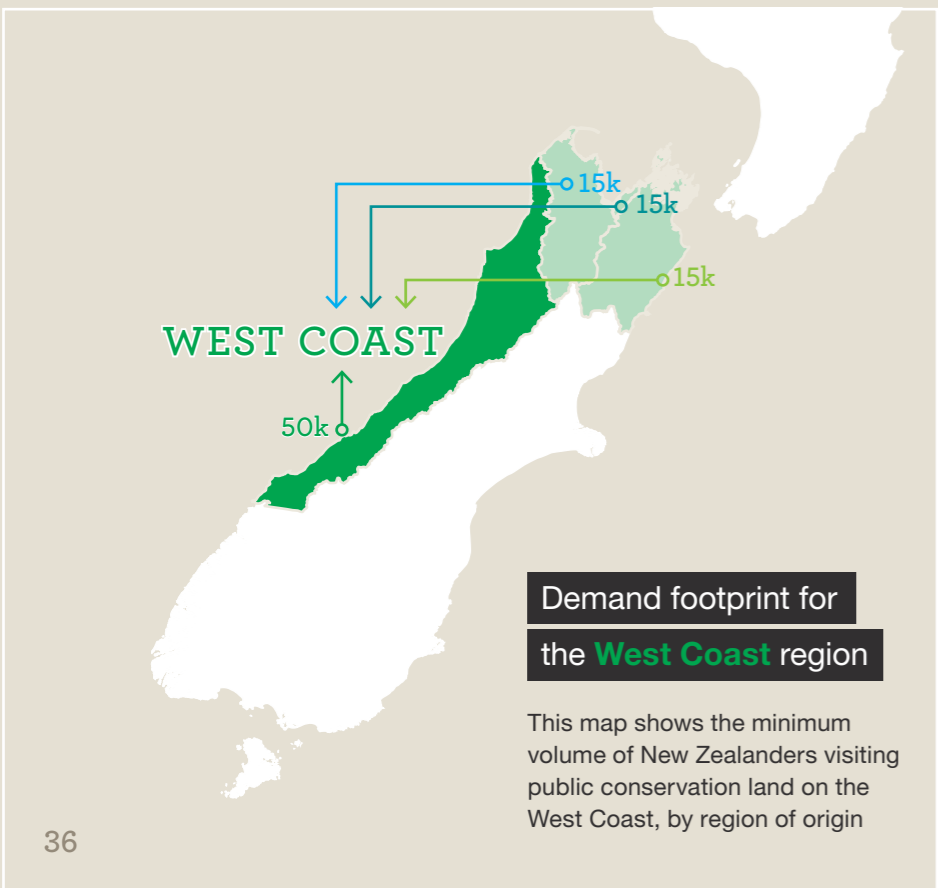 15k
15k
15k
WEST COAST
50k
Demand footprint for
the West Coast region
This map shows the minimum
volume of New Zealanders visiting
public conservation land on the
West Coast, by region of origin
36